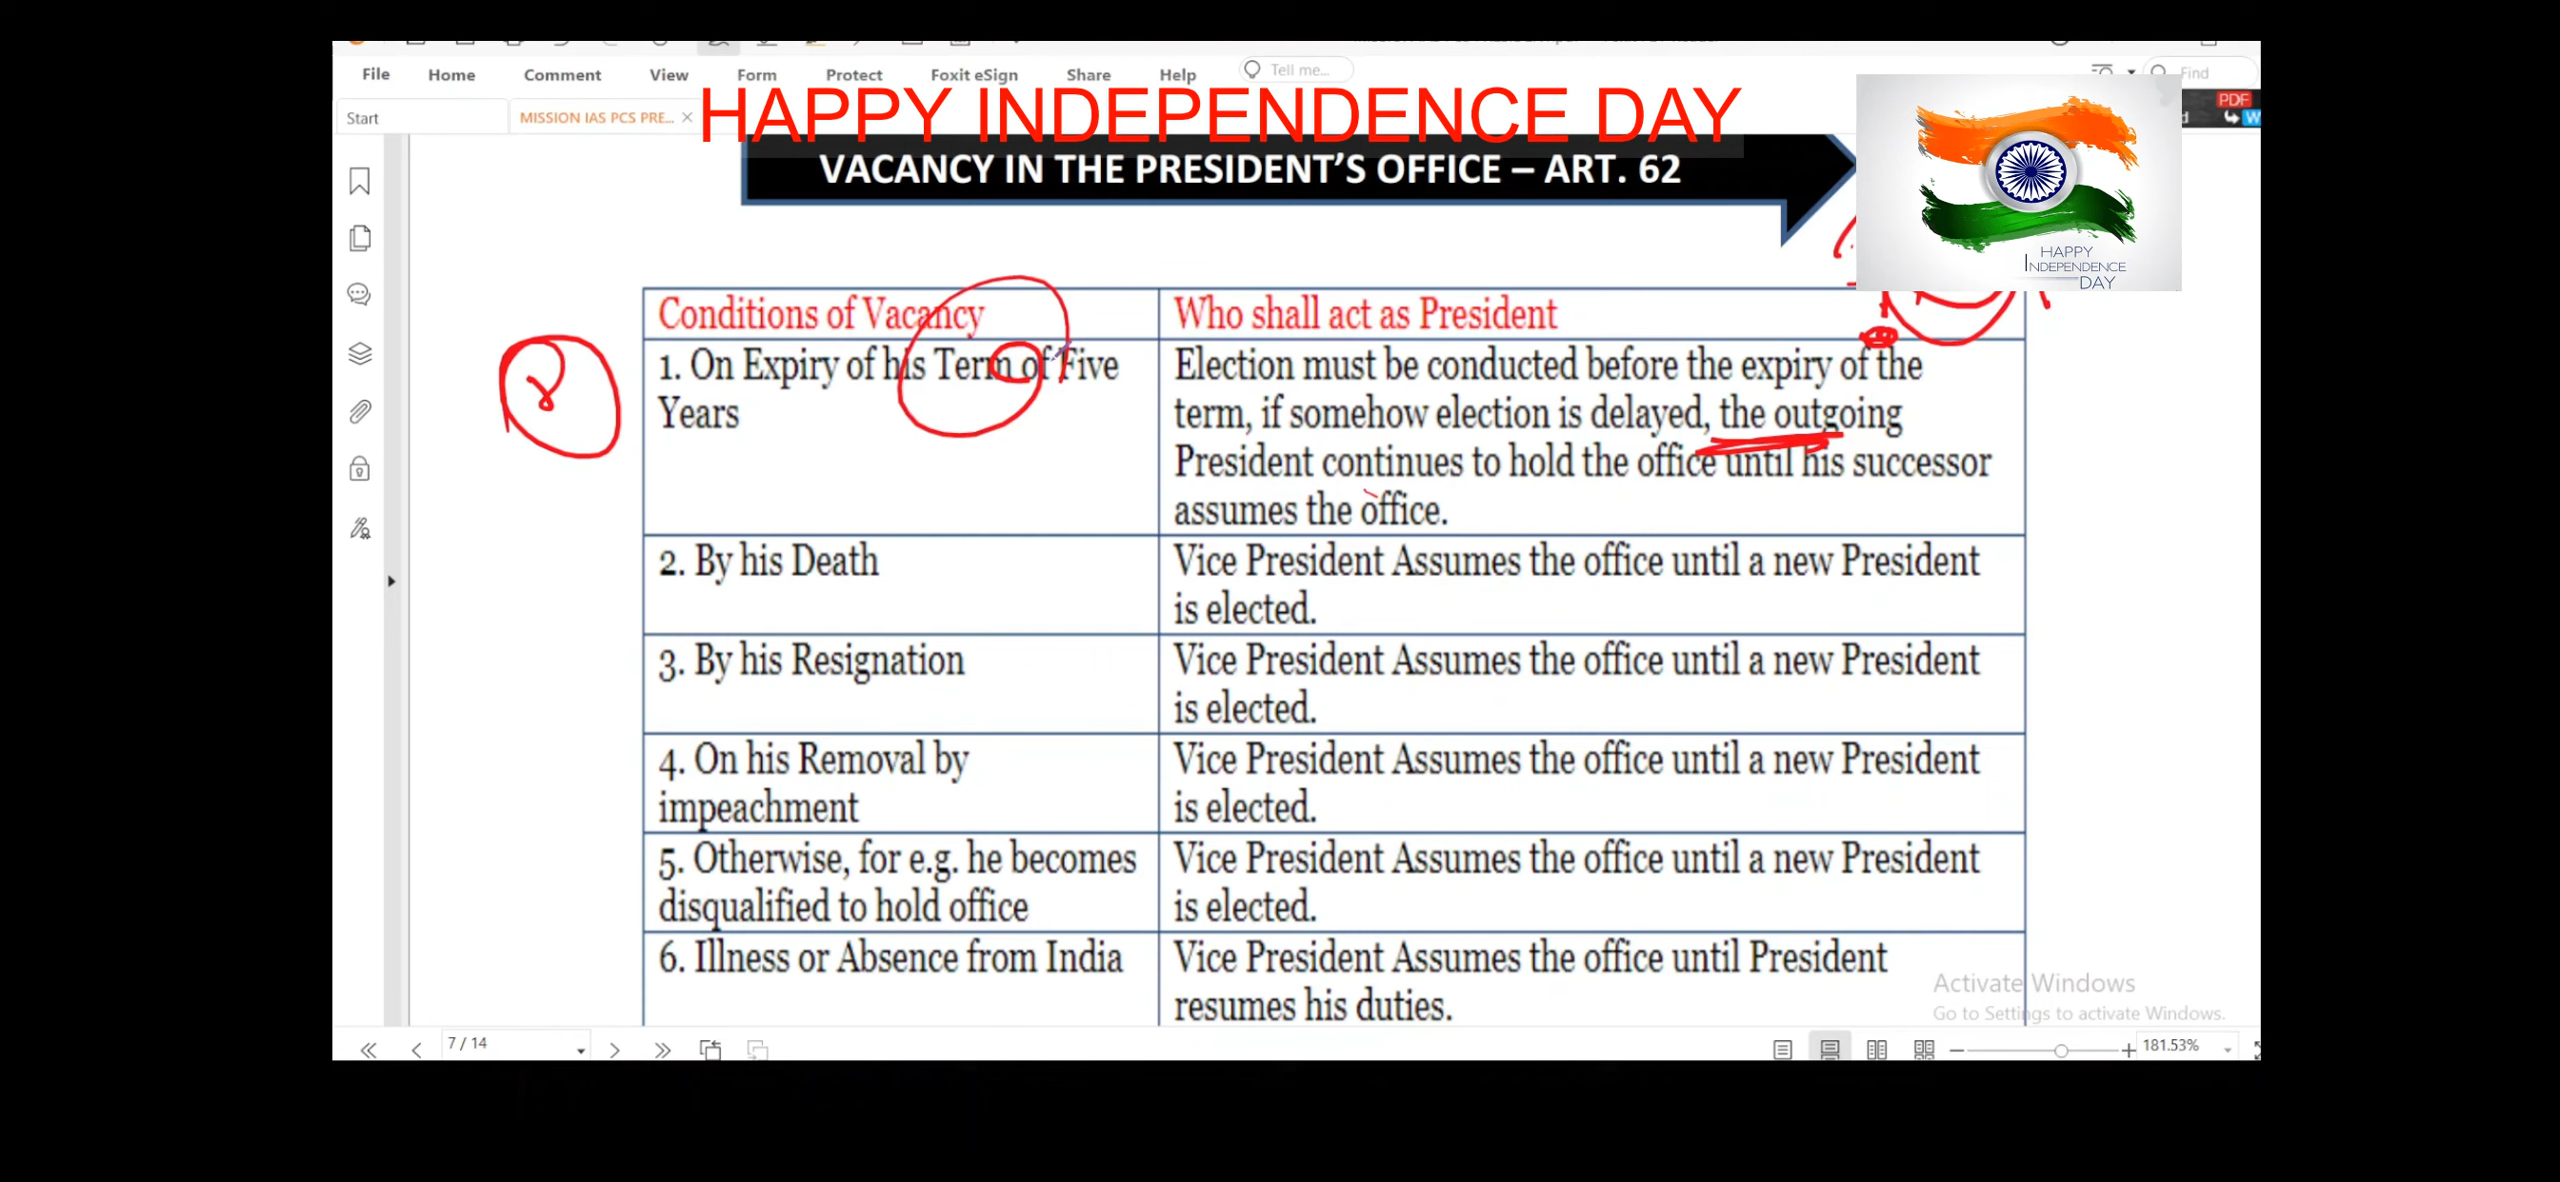 File Home Comment View Form Protect Foxit eSign Share Help Tell me... Find
HAPPY INDEPENDENCE DAY
Start MISSION IAS PCS PRE...
PDF
VACANCY IN THE PRESIDENT'S OFFICE – ART. 62
HAPPY
INDEPENDENCE
DAY
Conditions of Vacancy
Who shall act as President
1. On Expiry of his Term of Five
Years
Election must be conducted before the expiry of the
term, if somehow election is delayed, the outgoing
President continues to hold the office until his successor
assumes the office.
2. By his Death
Vice President Assumes the office until a new President
is elected.
3. By his Resignation
Vice President Assumes the office until a new President
is elected.
4. On his Removal by
impeachment
Vice President Assumes the office until a new President
is elected.
5. Otherwise, for e.g. he becomes
disqualified to hold office
Vice President Assumes the office until a new President
is elected.
6. Illness or Absence from India
Vice President Assumes the office until President
resumes his duties.
Activate Windows
Go to Settings to activate Windows.
7 / 14
181.53%